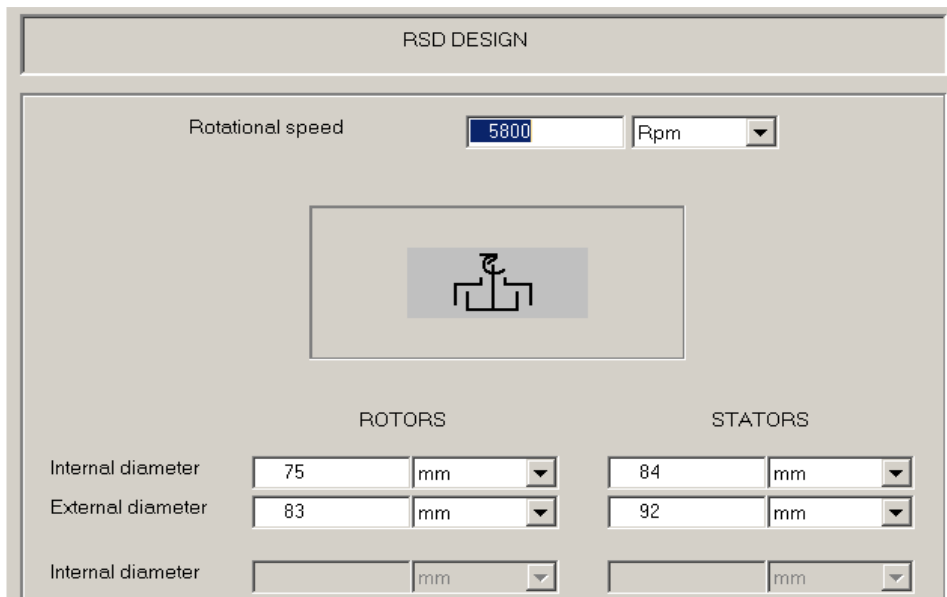 RSD DESIGN
Rotational speed 5800 Rpm
ROTORS STATORS
Internal diameter 75 mm 84 mm
External diameter 83 mm 92 mm
Internal diameter mm mm